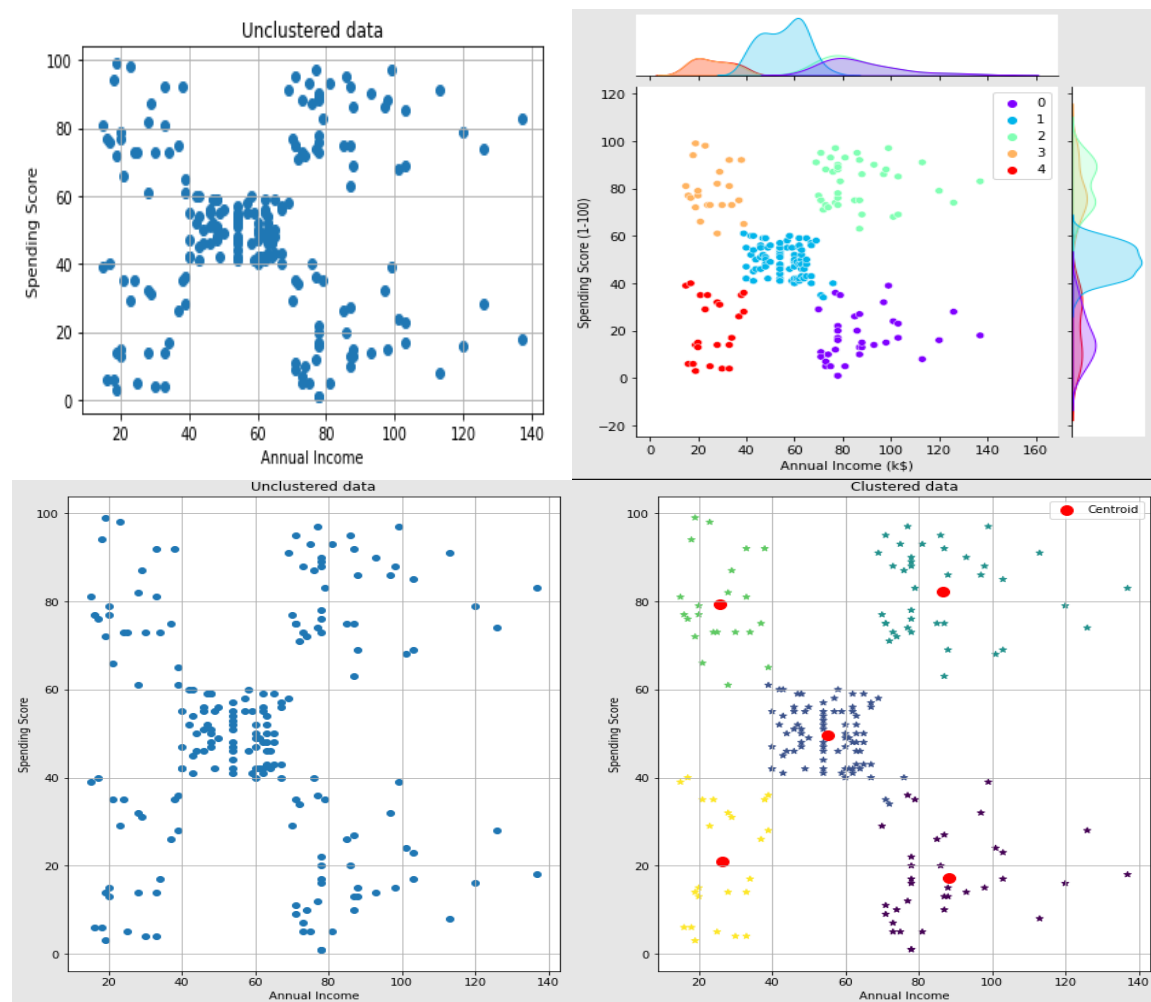 Unclustered data
100
80
60
40
20
0
Spending Score
20 40 60 80 100 120 140
Annual Income
120
100
80
60
40
20
0
−20
Spending Score (1-100)
0
1
2
3
4
0 20 40 60 80 100 120 140 160
Annual Income (k$)
Unclustered data
100
80
60
40
20
0
Spending Score
20 40 60 80 100 120 140
Annual Income
Clustered data
Centroid
100
80
60
40
20
0
Spending Score
20 40 60 80 100 120 140
Annual Income